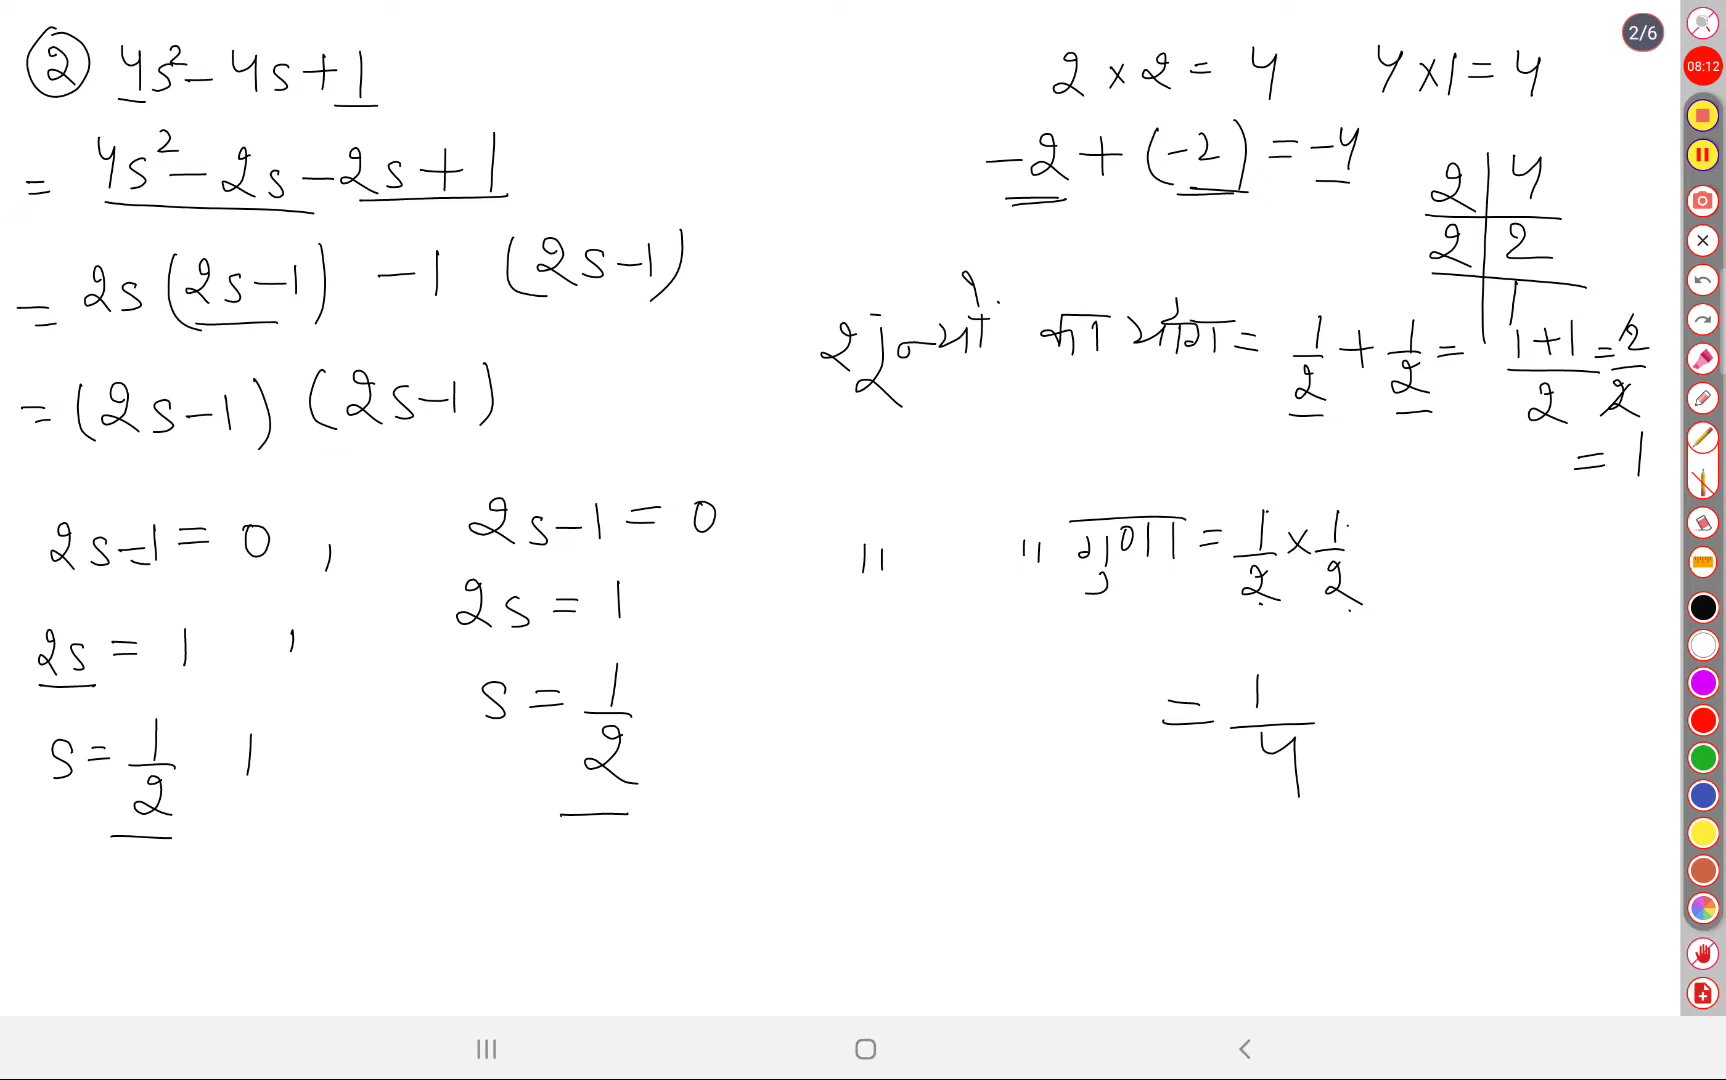 ② 4s² - 4s + 1
= 4s² - 2s - 2s + 1
= 2s (2s - 1) - 1 (2s - 1)
= (2s - 1) (2s - 1)
2s - 1 = 0 , 2s - 1 = 0
2s = 1 , 2s = 1
s = 1/2 , s = 1/2
2 × 2 = 4 4 × 1 = 4
-2 + (-2) = -4
2 | 4
2 | 2
1
शून्यों का योग = 1/2 + 1/2 = (1+1)/2 = 2/2
= 1
" " गुणा = 1/2 × 1/2
= 1/4
2/6
08:12